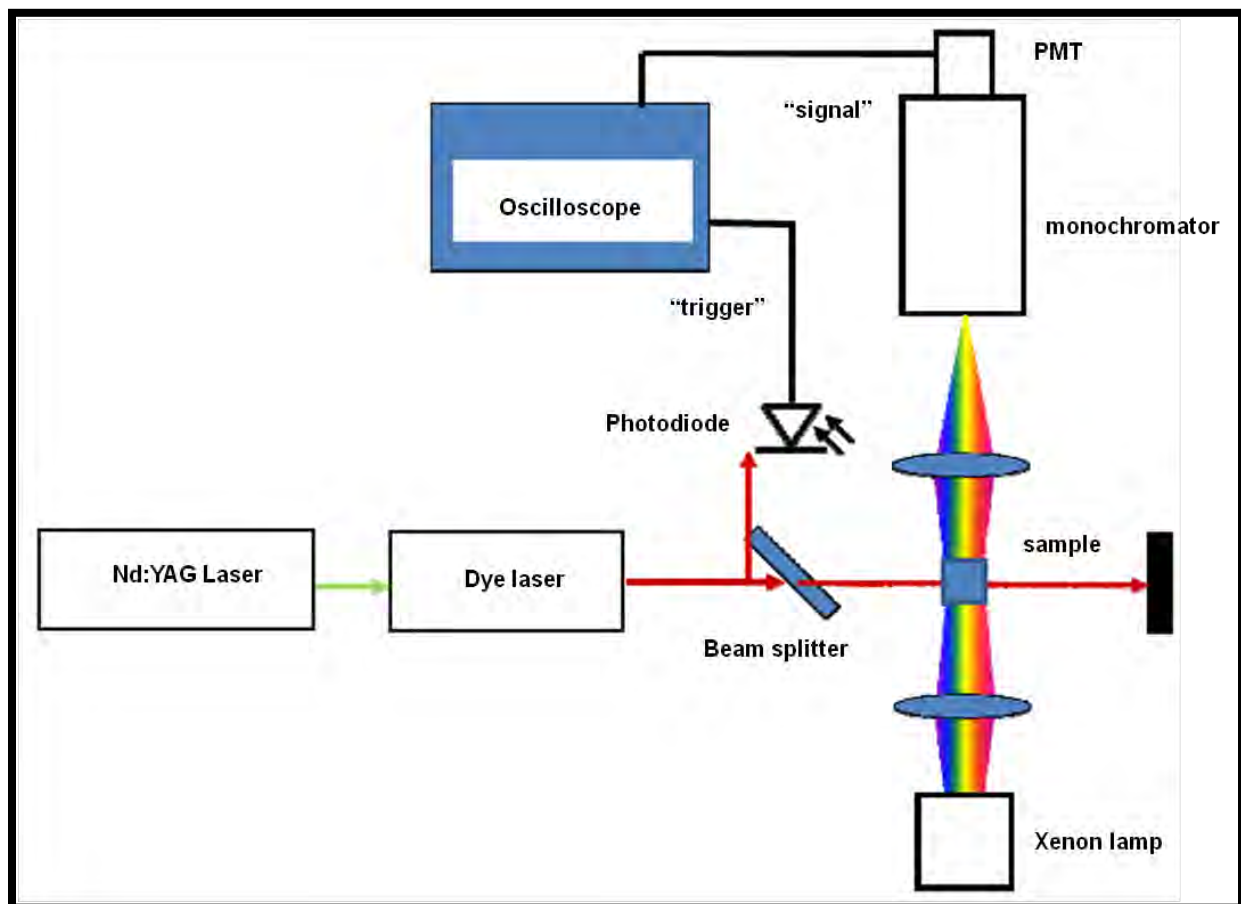 PMT
“signal”
Oscilloscope
monochromator
“trigger”
Photodiode
sample
Nd:YAG Laser
Dye laser
Beam splitter
Xenon lamp